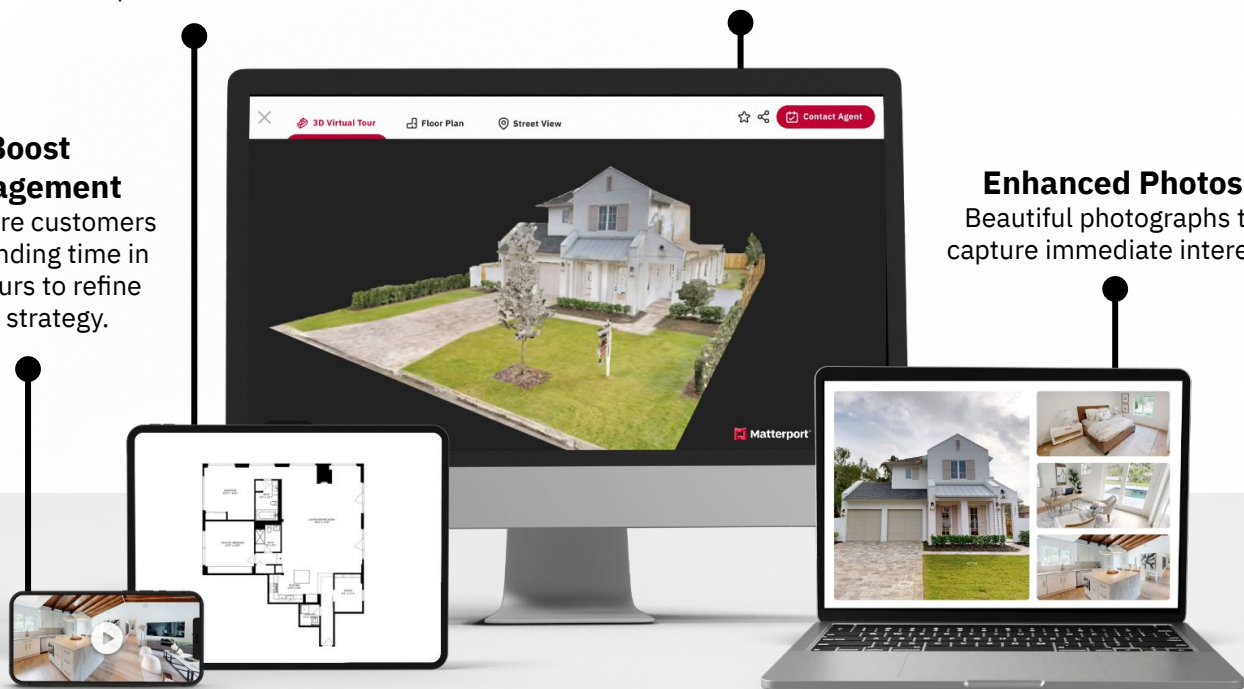 3D Virtual Tour
Floor Plan
Street View
Contact Agent
agement
re customers
nding time in
urs to refine
strategy.
Enhanced Photos
Beautiful photographs t
capture immediate intere
Matterport